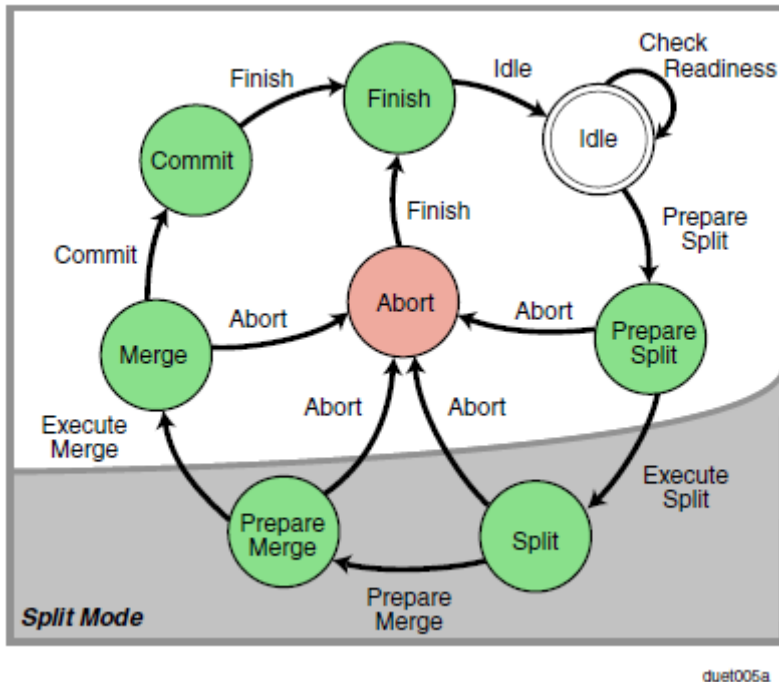 Check
Readiness
Finish
Idle
Finish
Idle
Commit
Finish
Prepare
Split
Commit
Abort
Abort
Abort
Prepare
Split
Merge
Abort
Abort
Execute
Merge
Execute
Split
Prepare
Merge
Split
Prepare
Merge
Split Mode
duet005a